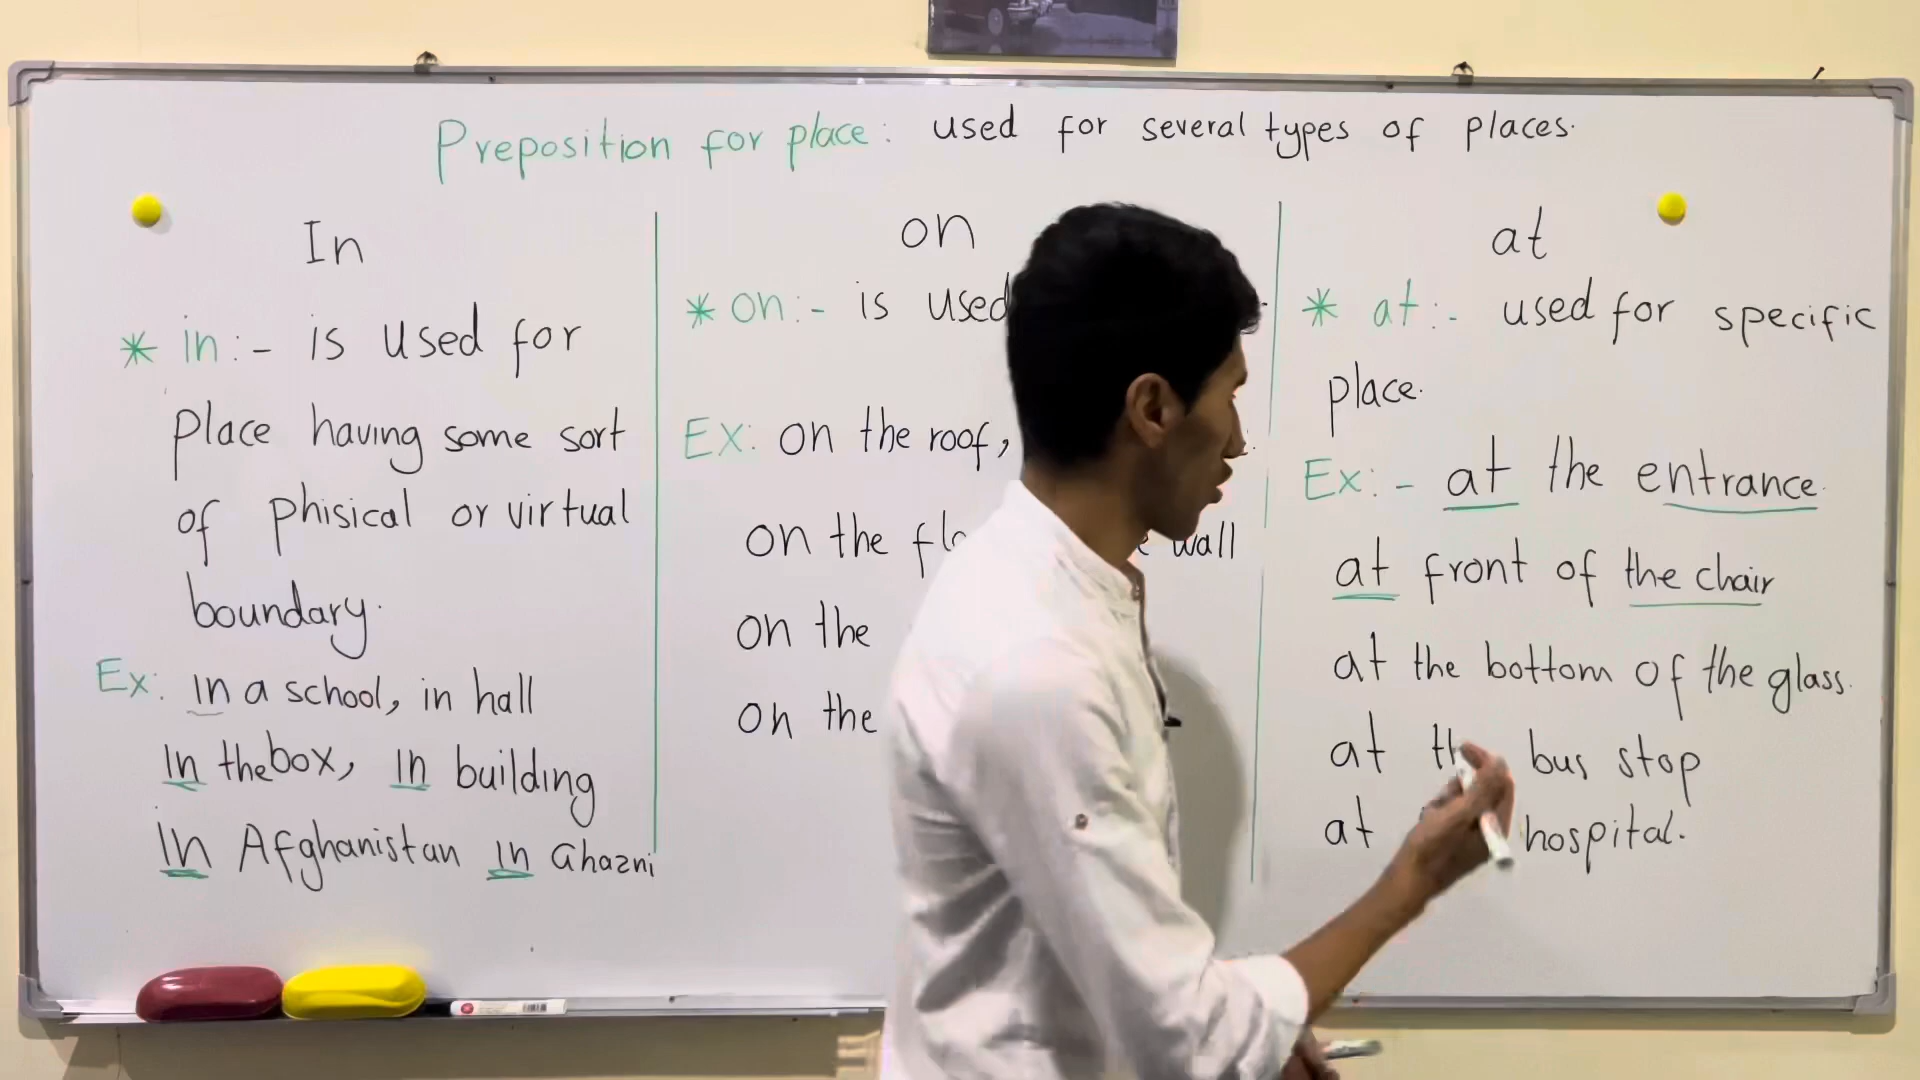 Preposition for place: used for several types of places.
In
* in:- is used for
place having some sort
of phisical or virtual
boundary.
Ex: in a school, in hall
in the box, in building
In Afghanistan in Ghazni
on
* on:- is used
Ex: on the roof,
on the wall
on the
on the
at
* at:- used for specific
place.
Ex:- at the entrance.
at front of the chair
at the bottom of the glass.
at the bus stop
at hospital.